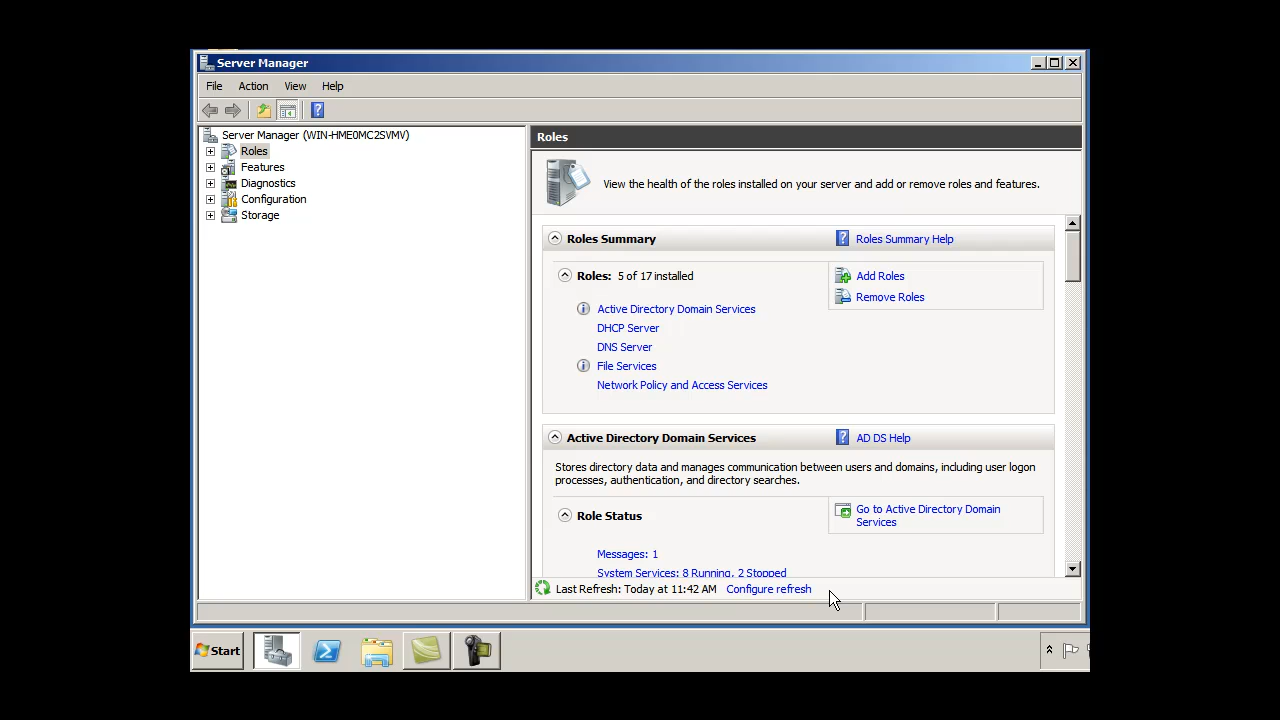 Server Manager
File Action View Help
Server Manager (WIN-HME0MC2SVMV)
Roles
Features
Diagnostics
Configuration
Storage
Roles
View the health of the roles installed on your server and add or remove roles and features.
Roles Summary
Roles Summary Help
Roles: 5 of 17 installed
Add Roles
Remove Roles
Active Directory Domain Services
DHCP Server
DNS Server
File Services
Network Policy and Access Services
Active Directory Domain Services
AD DS Help
Stores directory data and manages communication between users and domains, including user logon
processes, authentication, and directory searches.
Role Status
Go to Active Directory Domain
Services
Messages: 1
System Services: 8 Running, 2 Stopped
Last Refresh: Today at 11:42 AM Configure refresh
Start